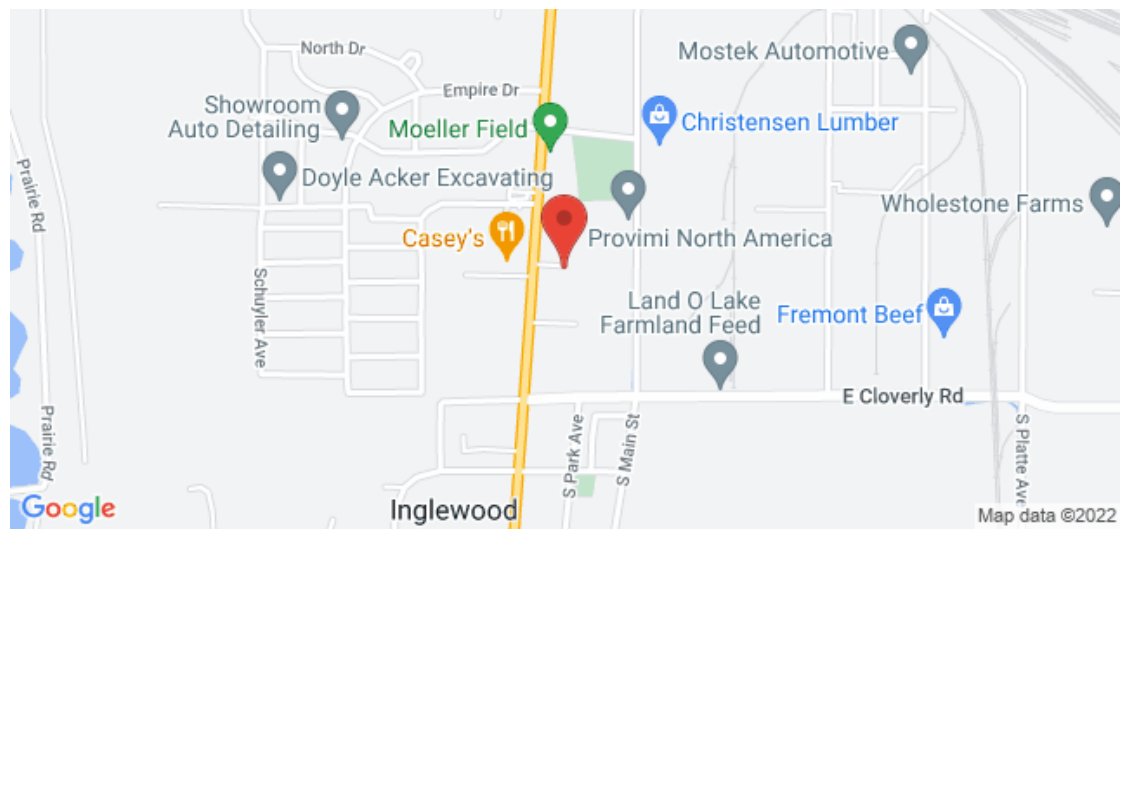 North Dr
Mostek Automotive
Empire Dr
Showroom
Auto Detailing
Moeller Field
Christensen Lumber
Prairie Rd
Doyle Acker Excavating
Wholestone Farms
Casey's
Provimi North America
Schuyler Ave
Land O Lake
Farmland Feed
Fremont Beef
E Cloverly Rd
Prairie Rd
S Park Ave
S Main St
S Platte Ave
Google
Inglewood
Map data ©2022